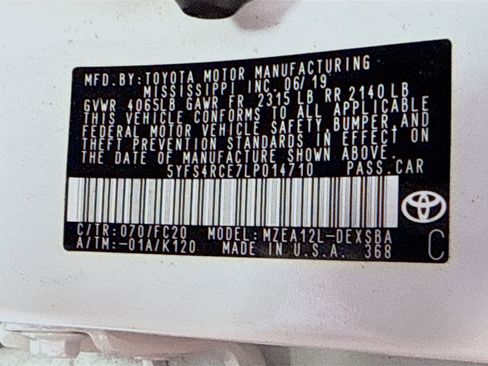 MFD.BY:TOYOTA MOTOR MANUFACTURING
MISSISSIPPI INC. 06/19
GVWR 4065LB GAWR FR. 2315 LB RR 2140 LB
THIS VEHICLE CONFORMS TO ALL APPLICABLE
FEDERAL MOTOR VEHICLE SAFETY, BUMPER, AND
THEFT PREVENTION STANDARDS IN EFFECT ON
THE DATE OF MANUFACTURE SHOWN ABOVE.
5YFS4RCE7LP014710 PASS.CAR
C/TR: 070/FC20 MODEL: MZEA12L-DEXSBA
A/TM:-01A/K120 MADE IN U.S.A. 368 C